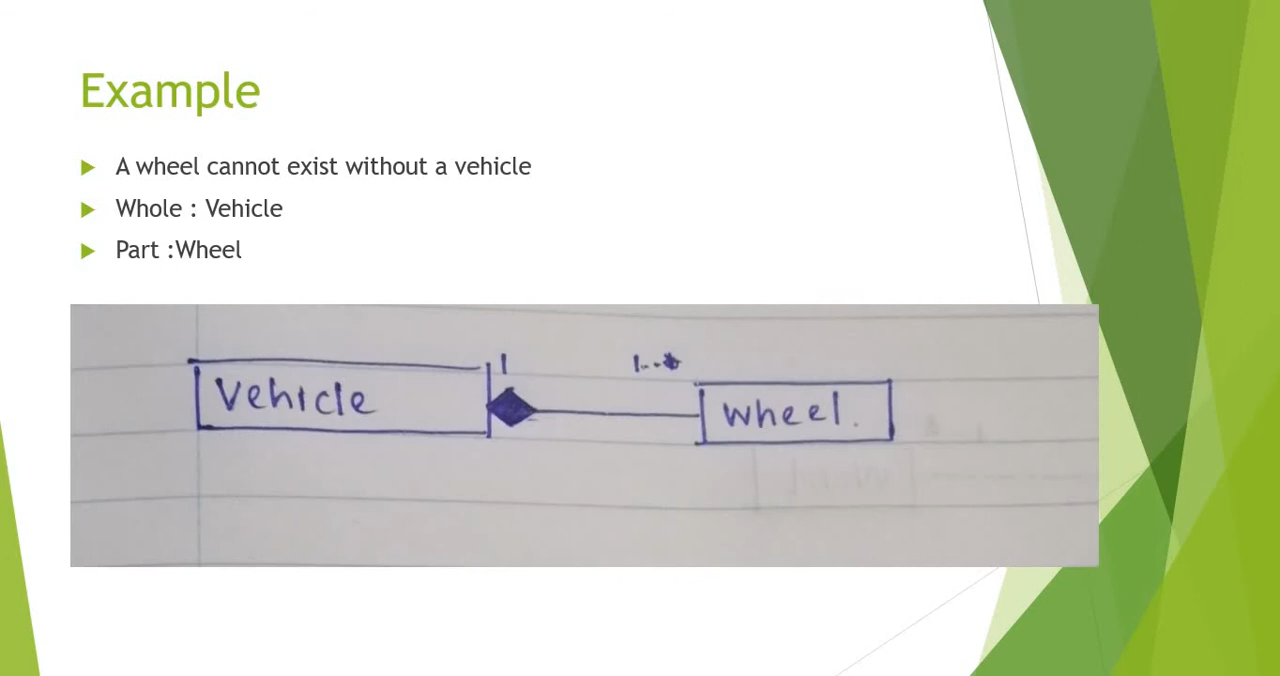 Example
A wheel cannot exist without a vehicle
Whole : Vehicle
Part :Wheel
1
1..*
Vehicle
wheel.